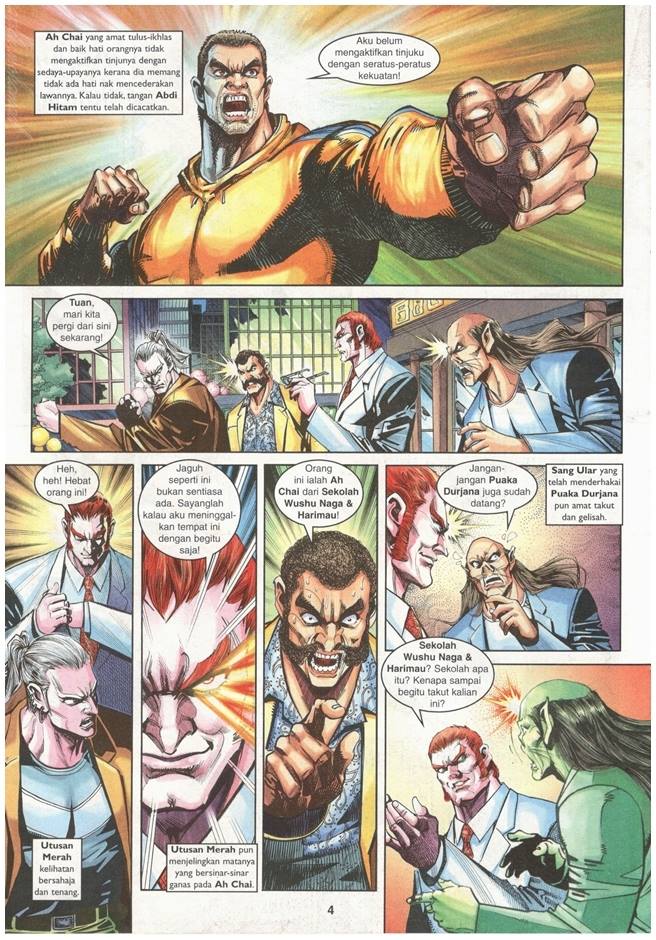 Ah Chai yang amat tulus-ikhlas
dan baik hati orangnya tidak
mengaktifkan tinjunya dengan
sedaya-upayanya kerana dia memang
tidak ada hati nak mencederakan
lawannya. Kalau tidak, tangan Abdi
Hitam tentu telah dicacatkan.
Aku belum
mengaktifkan tinjuku
dengan seratus-peratus
kekuatan!
Tuan,
mari kita
pergi dari sini
sekarang!
Heh,
heh! Hebat
orang ini!
Utusan
Merah
kelihatan
bersahaja
dan tenang.
Jaguh
seperti ini
bukan sentiasa
ada. Sayanglah
kalau aku meninggal-
kan tempat ini
dengan begitu
saja!
Utusan Merah pun
menjelingkan matanya
yang bersinar-sinar
ganas pada Ah Chai.
Orang
ini ialah Ah
Chai dari Sekolah
Wushu Naga &
Harimau!
Jangan-
jangan Puaka
Durjana juga sudah
datang?
Sang Ular yang
telah menderhakai
Puaka Durjana
pun amat takut
dan gelisah.
Sekolah
Wushu Naga &
Harimau? Sekolah apa
itu? Kenapa sampai
begitu takut kalian
ini?
4